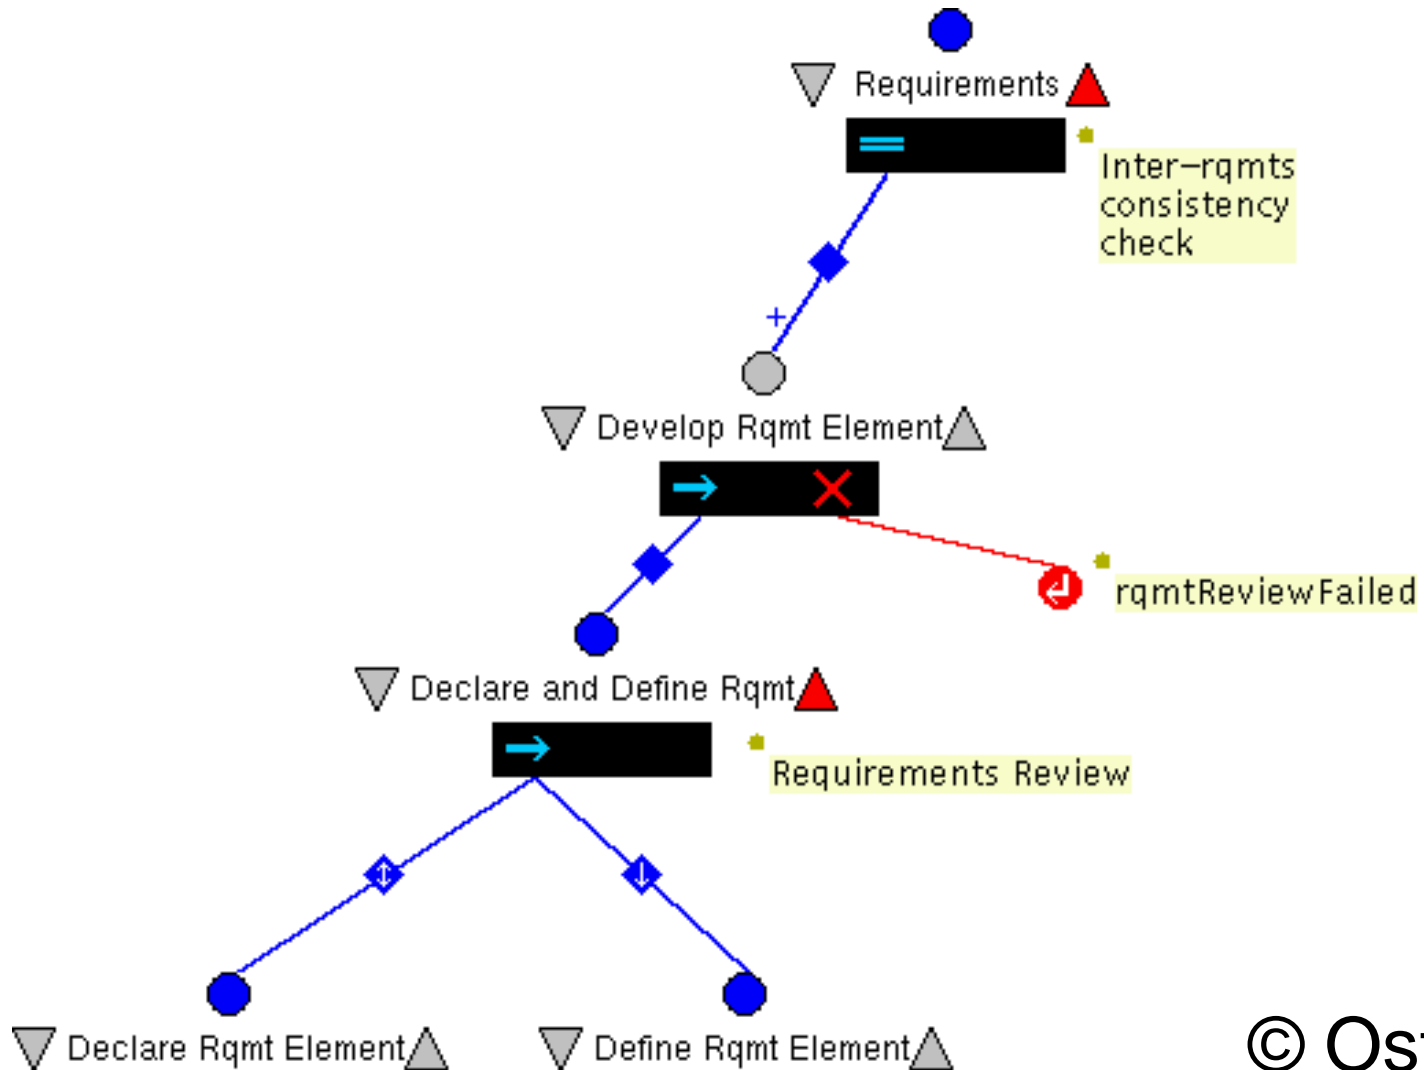 Requirements
Inter-rqmts
consistency
check
+
Develop Rqmt Element
rqmtReviewFailed
Declare and Define Rqmt
Requirements Review
Declare Rqmt Element
Define Rqmt Element
©